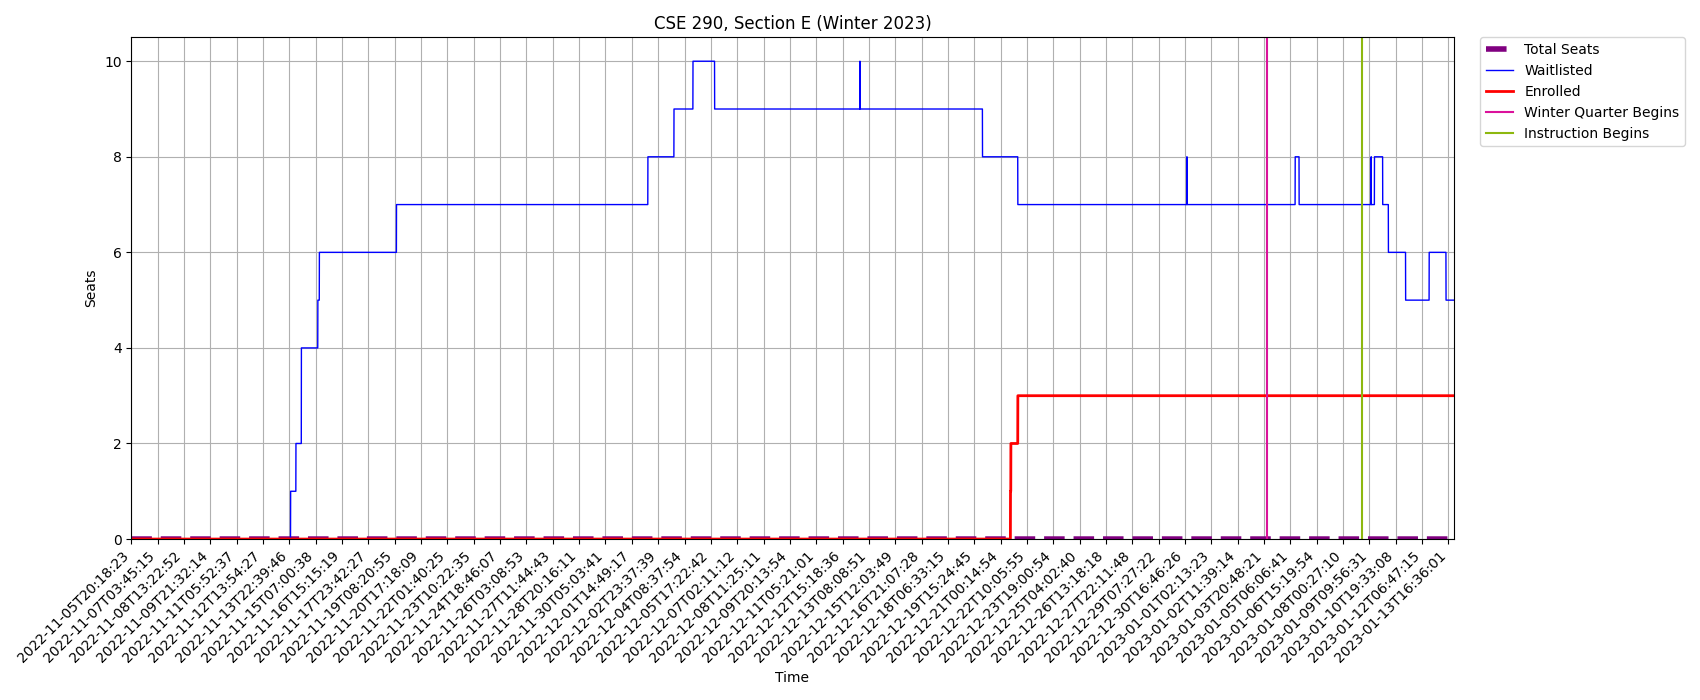 CSE 290, Section E (Winter 2023)
Total Seats
Waitlisted
Enrolled
Winter Quarter Begins
Instruction Begins
10
8
6
4
2
0
Seats
2022-11-05T20:18:23
2022-11-07T03:45:15
2022-11-08T13:22:52
2022-11-09T21:32:14
2022-11-11T05:52:37
2022-11-12T13:54:27
2022-11-13T22:39:46
2022-11-15T07:00:38
2022-11-16T15:15:19
2022-11-17T23:42:27
2022-11-19T08:20:55
2022-11-20T17:18:09
2022-11-22T01:40:25
2022-11-23T10:22:35
2022-11-24T18:46:07
2022-11-26T03:08:53
2022-11-27T11:44:43
2022-11-28T20:16:11
2022-11-30T05:03:41
2022-12-01T14:49:17
2022-12-02T23:37:39
2022-12-04T08:37:54
2022-12-05T17:22:42
2022-12-07T02:11:12
2022-12-08T11:25:11
2022-12-09T20:13:54
2022-12-11T05:21:01
2022-12-12T15:18:36
2022-12-13T08:08:51
2022-12-15T12:03:49
2022-12-16T21:07:28
2022-12-18T06:33:15
2022-12-19T15:24:45
2022-12-21T00:14:54
2022-12-22T10:05:55
2022-12-23T19:00:54
2022-12-25T04:02:40
2022-12-26T13:18:18
2022-12-27T22:11:48
2022-12-29T07:27:22
2022-12-30T16:46:26
2023-01-01T02:13:23
2023-01-02T11:39:14
2023-01-03T20:48:21
2023-01-05T06:06:41
2023-01-06T15:19:54
2023-01-08T00:27:10
2023-01-09T09:56:31
2023-01-10T19:33:08
2023-01-12T06:47:15
2023-01-13T16:36:01
Time